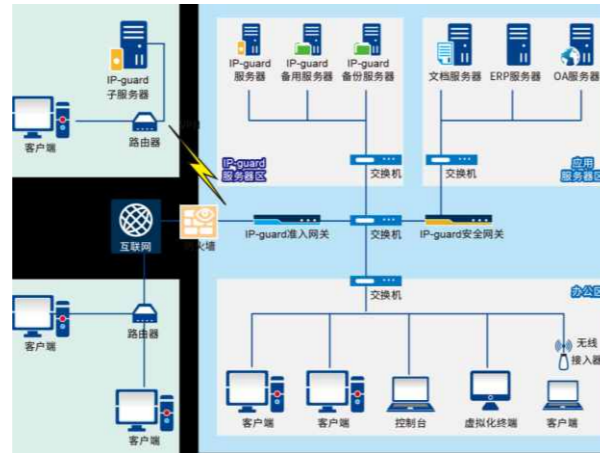 IP-guard
子服务器
客户端
路由器
IP-guard
服务器
IP-guard
备用服务器
IP-guard
备份服务器
文档服务器
ERP服务器
OA服务器
IP-guard
服务器区
交换机
交换机
应用
服务器区
互联网
IP-guard准入网关
交换机
IP-guard安全网关
交换机
办公区
路由器
客户端
客户端
无线
接入器
客户端
客户端
控制台
虚拟化终端
客户端